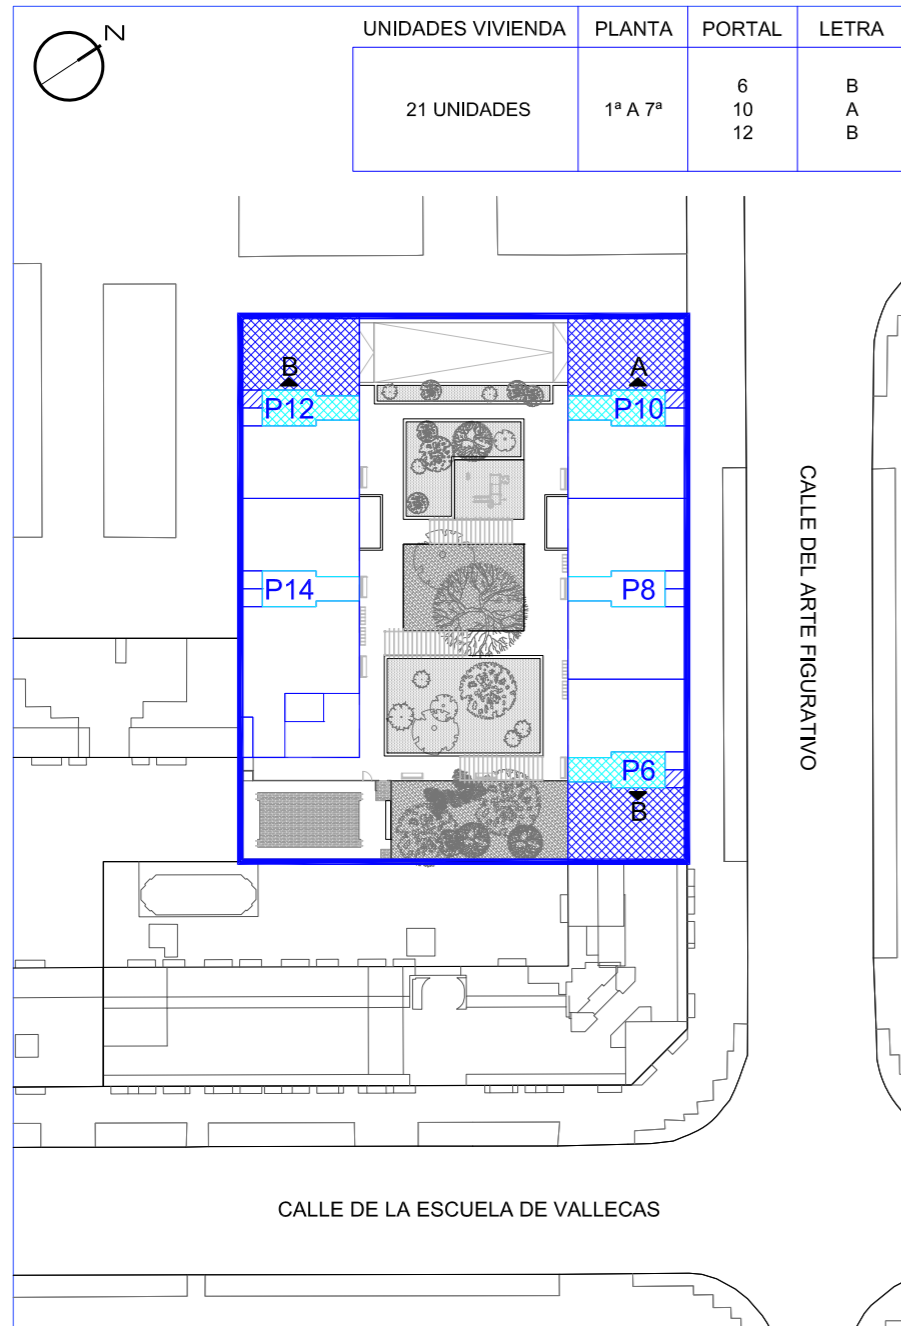 N
UNIDADES VIVIENDA PLANTA PORTAL LETRA
6 B
21 UNIDADES 1ª A 7ª 10 A
12 B
B A
P12 P10
P14 P8
P6
B
CALLE DEL ARTE FIGURATIVO
CALLE DE LA ESCUELA DE VALLECAS